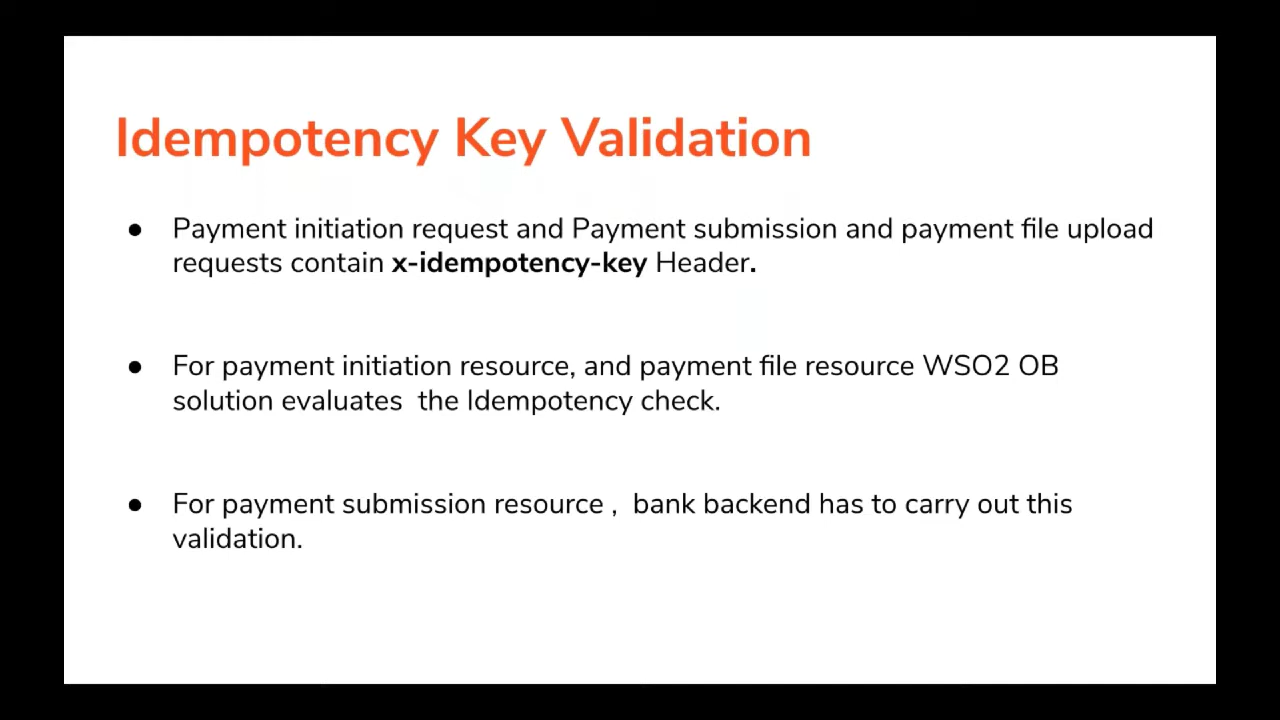 Idempotency Key Validation
● Payment initiation request and Payment submission and payment file upload
requests contain x-idempotency-key Header.
● For payment initiation resource, and payment file resource WSO2 OB
solution evaluates  the Idempotency check.
● For payment submission resource ,  bank backend has to carry out this
validation.